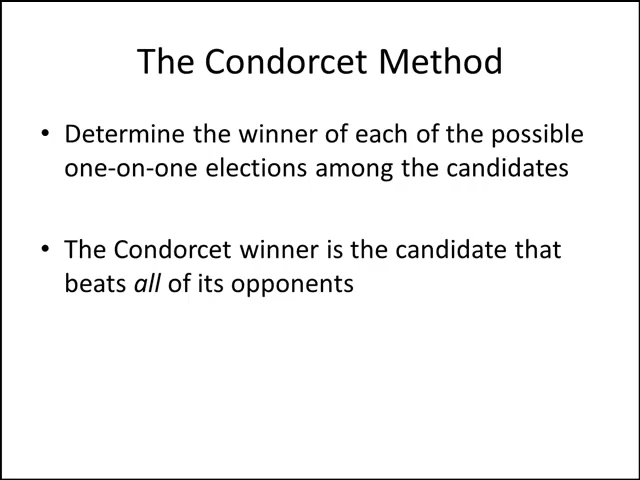 The Condorcet Method
• Determine the winner of each of the possible
one-on-one elections among the candidates
• The Condorcet winner is the candidate that
beats all of its opponents